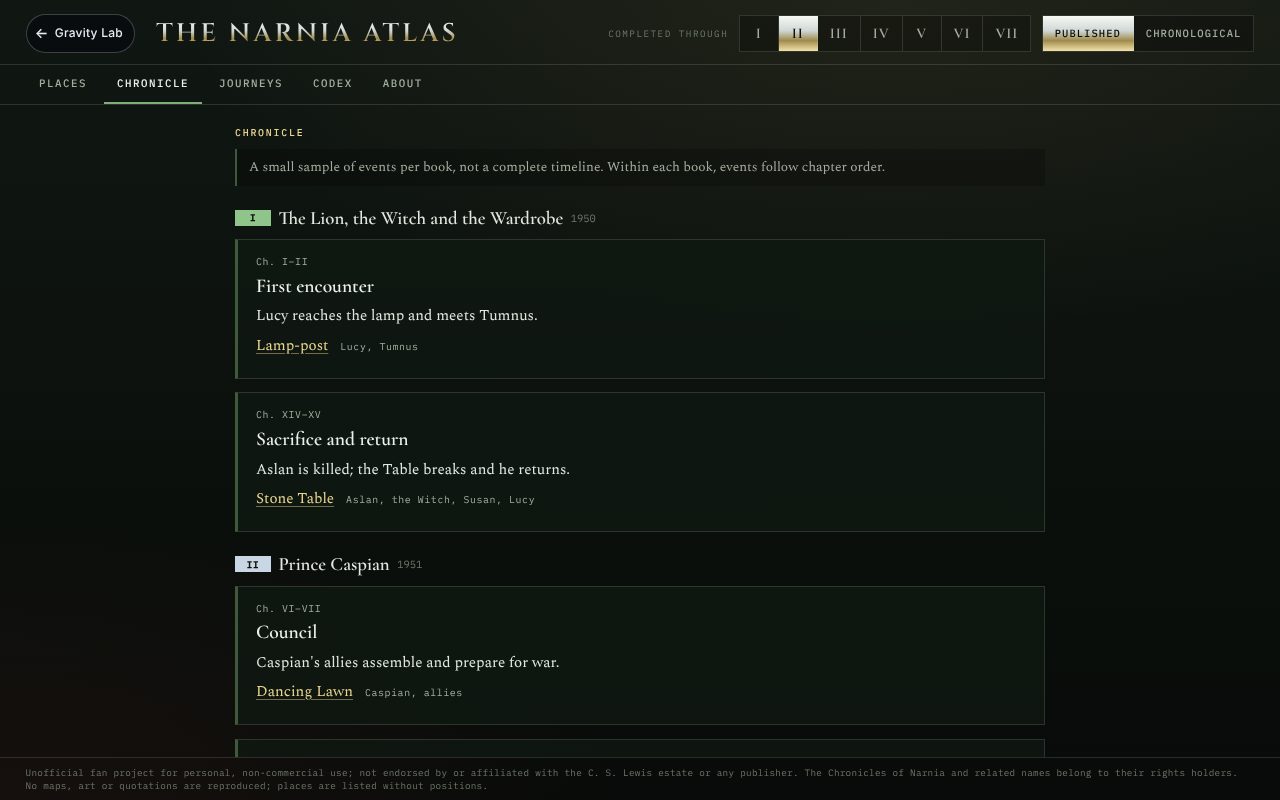 ← Gravity Lab
THE NARNIA ATLAS
COMPLETED THROUGH
I II III IV V VI VII
PUBLISHED CHRONOLOGICAL
PLACES CHRONICLE JOURNEYS CODEX ABOUT
CHRONICLE
A small sample of events per book, not a complete timeline. Within each book, events follow chapter order.
I The Lion, the Witch and the Wardrobe 1950
Ch. I–II
First encounter
Lucy reaches the lamp and meets Tumnus.
Lamp-post Lucy, Tumnus
Ch. XIV–XV
Sacrifice and return
Aslan is killed; the Table breaks and he returns.
Stone Table Aslan, the Witch, Susan, Lucy
II Prince Caspian 1951
Ch. VI–VII
Council
Caspian's allies assemble and prepare for war.
Dancing Lawn Caspian, allies
Unofficial fan project for personal, non-commercial use; not endorsed by or affiliated with the C. S. Lewis estate or any publisher. The Chronicles of Narnia and related names belong to their rights holders.
No maps, art or quotations are reproduced; places are listed without positions.